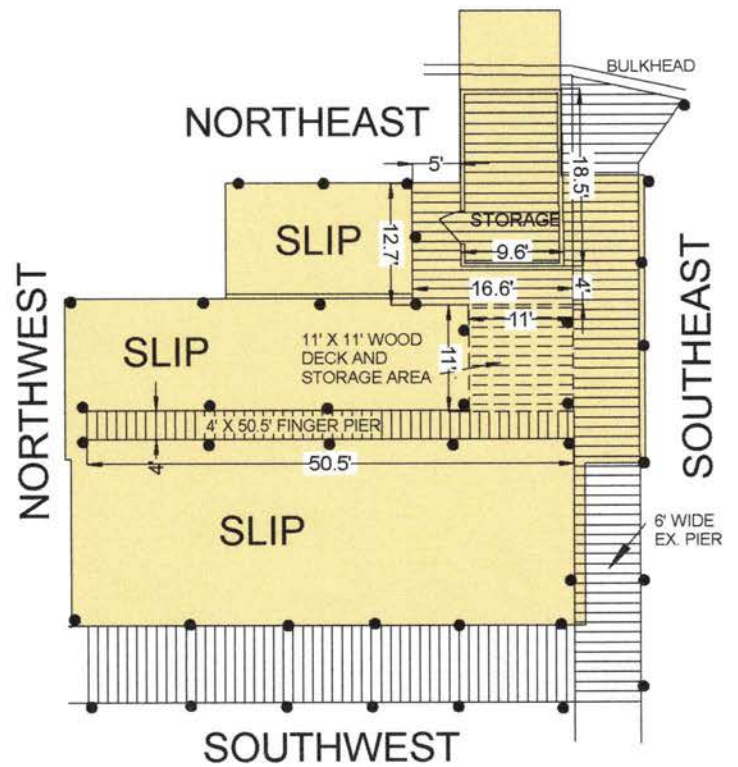 BULKHEAD
NORTHEAST
5'
18.5'
SLIP
12.7'
STORAGE
9.6'
16.6'
4'
NORTHWEST
SOUTHEAST
SLIP
11' X 11' WOOD
DECK AND
STORAGE AREA
11'
11'
4' X 50.5' FINGER PIER
4'
50.5'
SLIP
6' WIDE
EX. PIER
SOUTHWEST